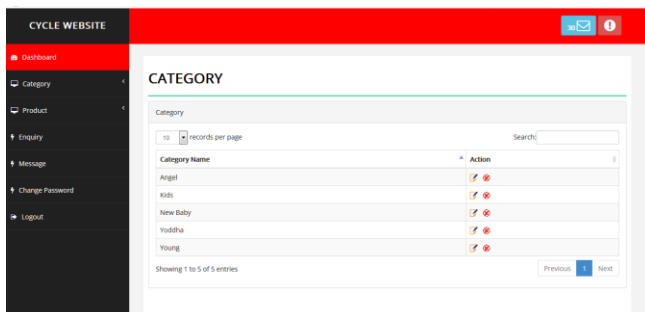 CYCLE WEBSITE
30
Dashboard
Category
Product
Enquiry
Message
Change Password
Logout
CATEGORY
Category
10 records per page Search:
Category Name Action
Angel
Kids
New Baby
Yoddha
Young
Showing 1 to 5 of 5 entries Previous 1 Next